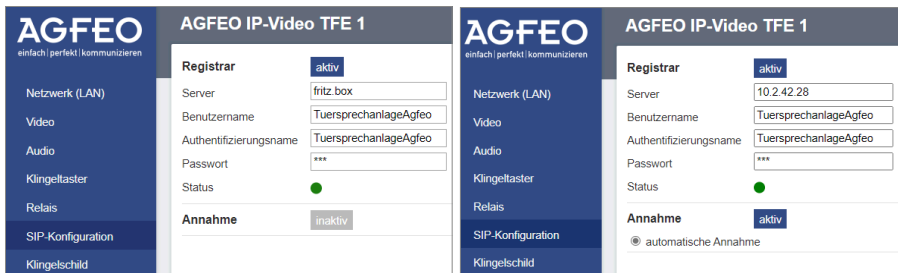 AGFEO
einfach|perfekt|kommunizieren
Netzwerk (LAN)
Video
Audio
Klingeltaster
Relais
SIP-Konfiguration
Klingelschild
AGFEO IP-Video TFE 1
Registrar aktiv
Server fritz.box
Benutzername TuersprechanlageAgfeo
Authentifizierungsname TuersprechanlageAgfeo
Passwort ***
Status
Annahme inaktiv
AGFEO
einfach|perfekt|kommunizieren
Netzwerk (LAN)
Video
Audio
Klingeltaster
Relais
SIP-Konfiguration
Klingelschild
AGFEO IP-Video TFE 1
Registrar aktiv
Server 10.2.42.28
Benutzername TuersprechanlageAgfeo
Authentifizierungsname TuersprechanlageAgfeo
Passwort ***
Status
Annahme aktiv
automatische Annahme